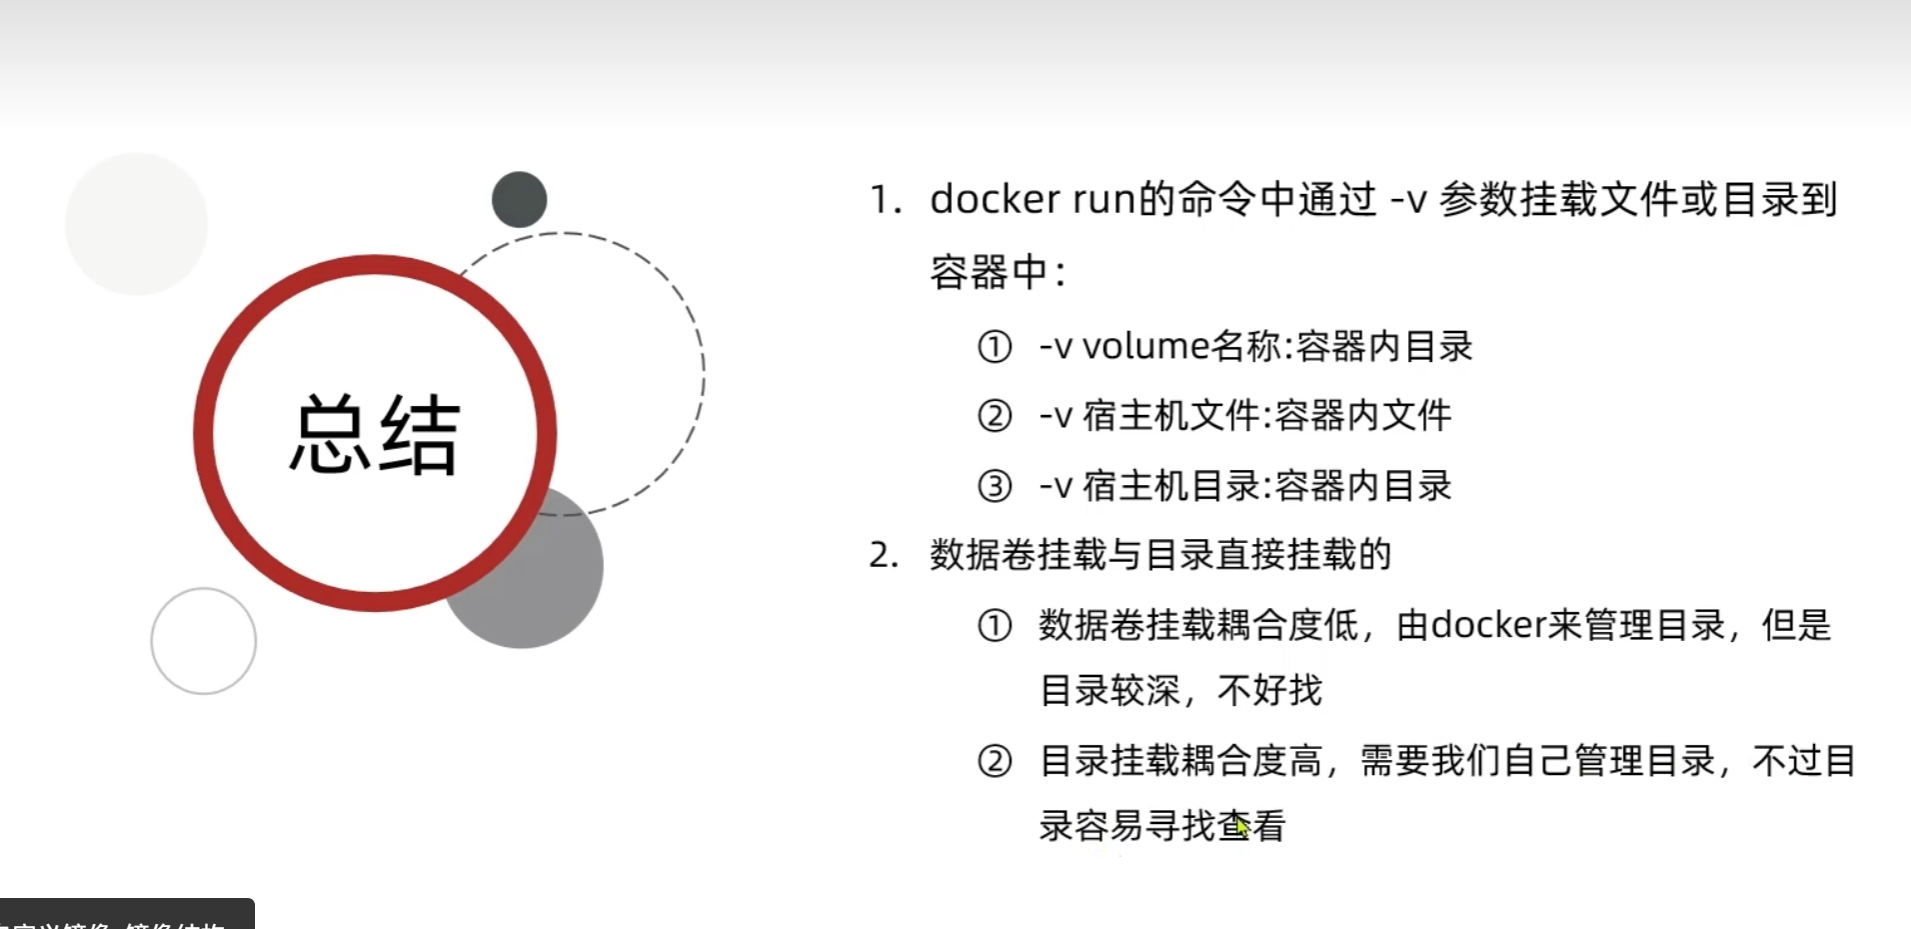 总结
1. docker run的命令中通过 -v 参数挂载文件或目录到
容器中：
① -v volume名称:容器内目录
② -v 宿主机文件:容器内文件
③ -v 宿主机目录:容器内目录
2. 数据卷挂载与目录直接挂载的
① 数据卷挂载耦合度低，由docker来管理目录，但是
目录较深，不好找
② 目录挂载耦合度高，需要我们自己管理目录，不过目
录容易寻找查看